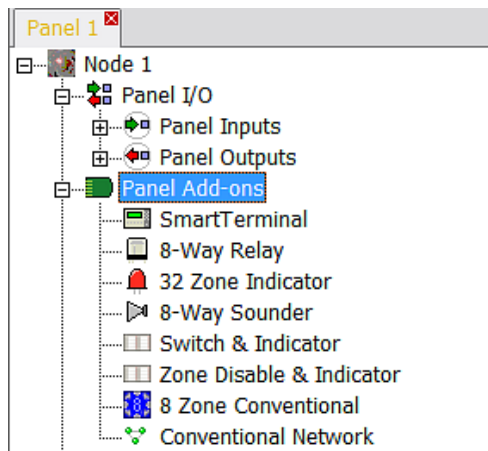 Panel 1
Node 1
Panel I/O
Panel Inputs
Panel Outputs
Panel Add-ons
SmartTerminal
8-Way Relay
32 Zone Indicator
8-Way Sounder
Switch & Indicator
Zone Disable & Indicator
8 Zone Conventional
Conventional Network